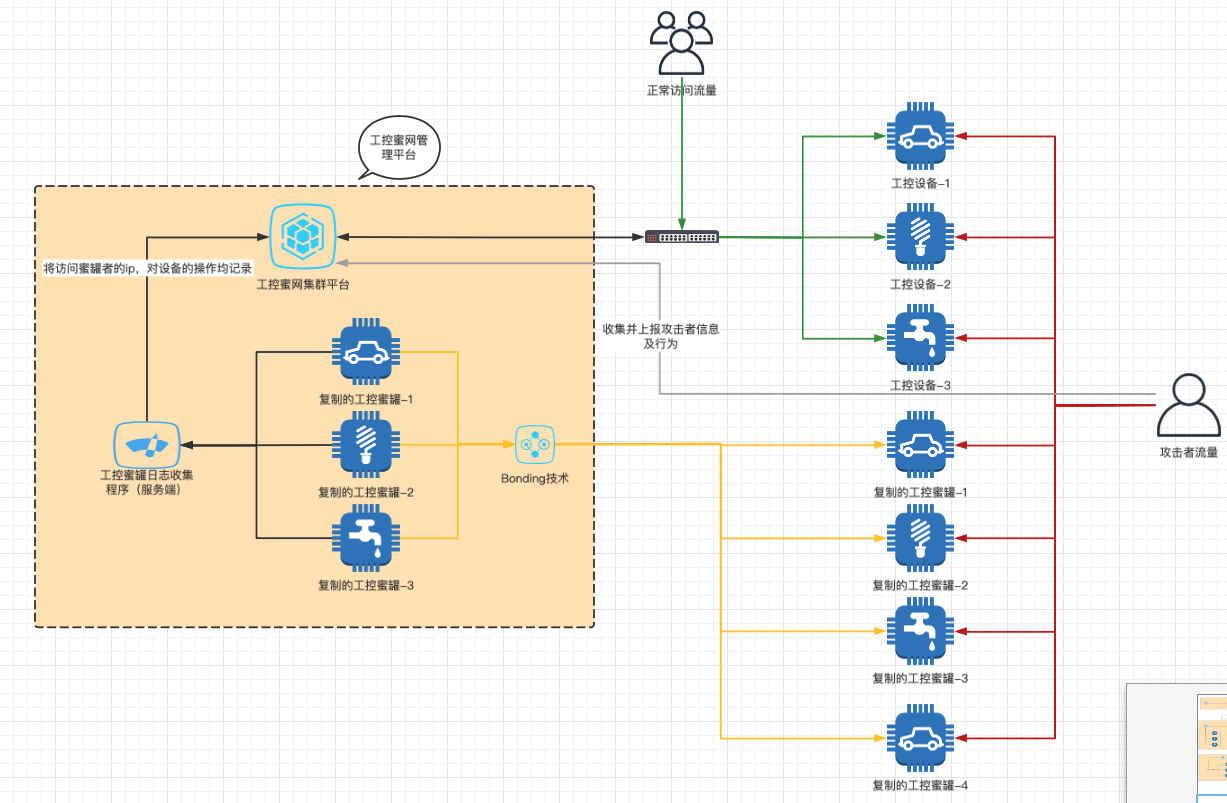 正常访问流量
工控蜜网管
理平台
工控设备-1
将访问蜜罐者的ip，对设备的操作均记录
工控蜜网集群平台
工控设备-2
收集并上报攻击者信息
及行为
工控设备-3
复制的工控蜜罐-1
攻击者流量
工控蜜罐日志收集
程序（服务端）
复制的工控蜜罐-2
Bonding技术
复制的工控蜜罐-1
复制的工控蜜罐-3
复制的工控蜜罐-2
复制的工控蜜罐-3
复制的工控蜜罐-4